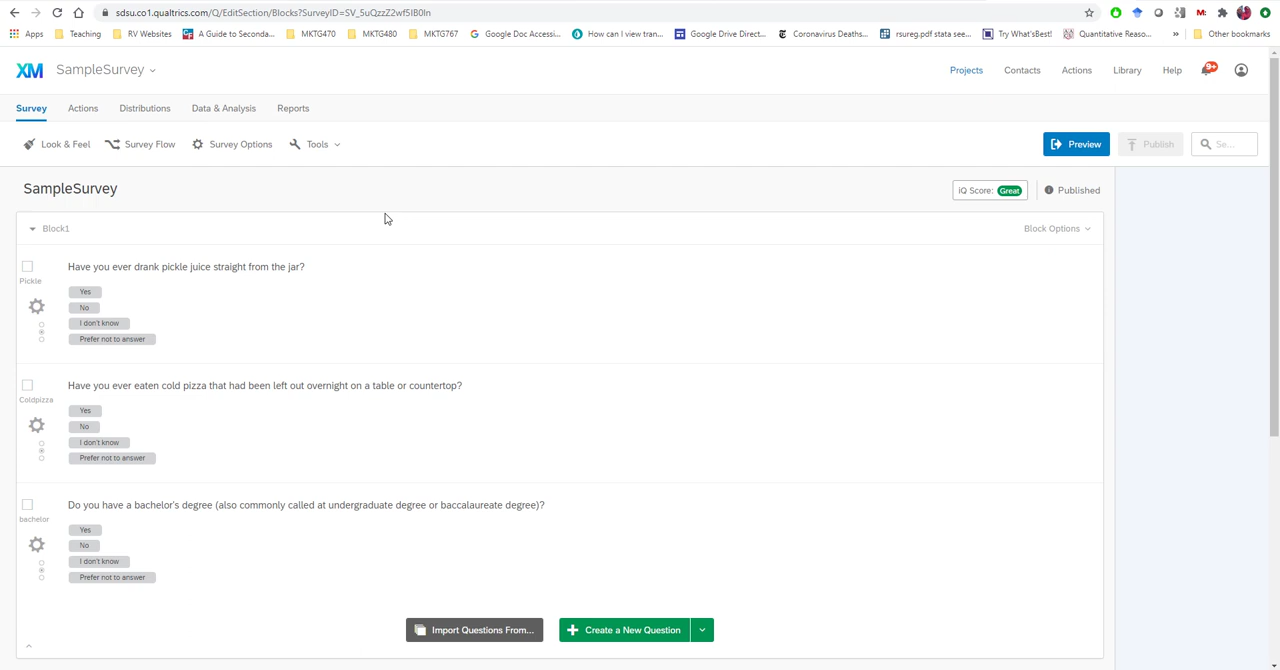 sdsu.co1.qualtrics.com/Q/EditSection/Blocks?SurveyID=SV_5uQzzZ2wf5IB0ln
Apps Teaching RV Websites A Guide to Seconda... MKTG470 MKTG480 MKTG767 Google Doc Accessi... How can I view tran... Google Drive Direct... Coronavirus Deaths... rsureg.pdf stata see... Try What'sBest! Quantitative Reaso... » Other bookmarks
XM SampleSurvey Projects Contacts Actions Library Help 9+
Survey Actions Distributions Data & Analysis Reports
Look & Feel Survey Flow Survey Options Tools Preview Publish Se...
SampleSurvey iQ Score: Great Published
Block1 Block Options
Have you ever drank pickle juice straight from the jar?
Pickle
Yes
No
I don't know
Prefer not to answer
Have you ever eaten cold pizza that had been left out overnight on a table or countertop?
Coldpizza
Yes
No
I don't know
Prefer not to answer
Do you have a bachelor's degree (also commonly called at undergraduate degree or baccalaureate degree)?
bachelor
Yes
No
I don't know
Prefer not to answer
Import Questions From... Create a New Question